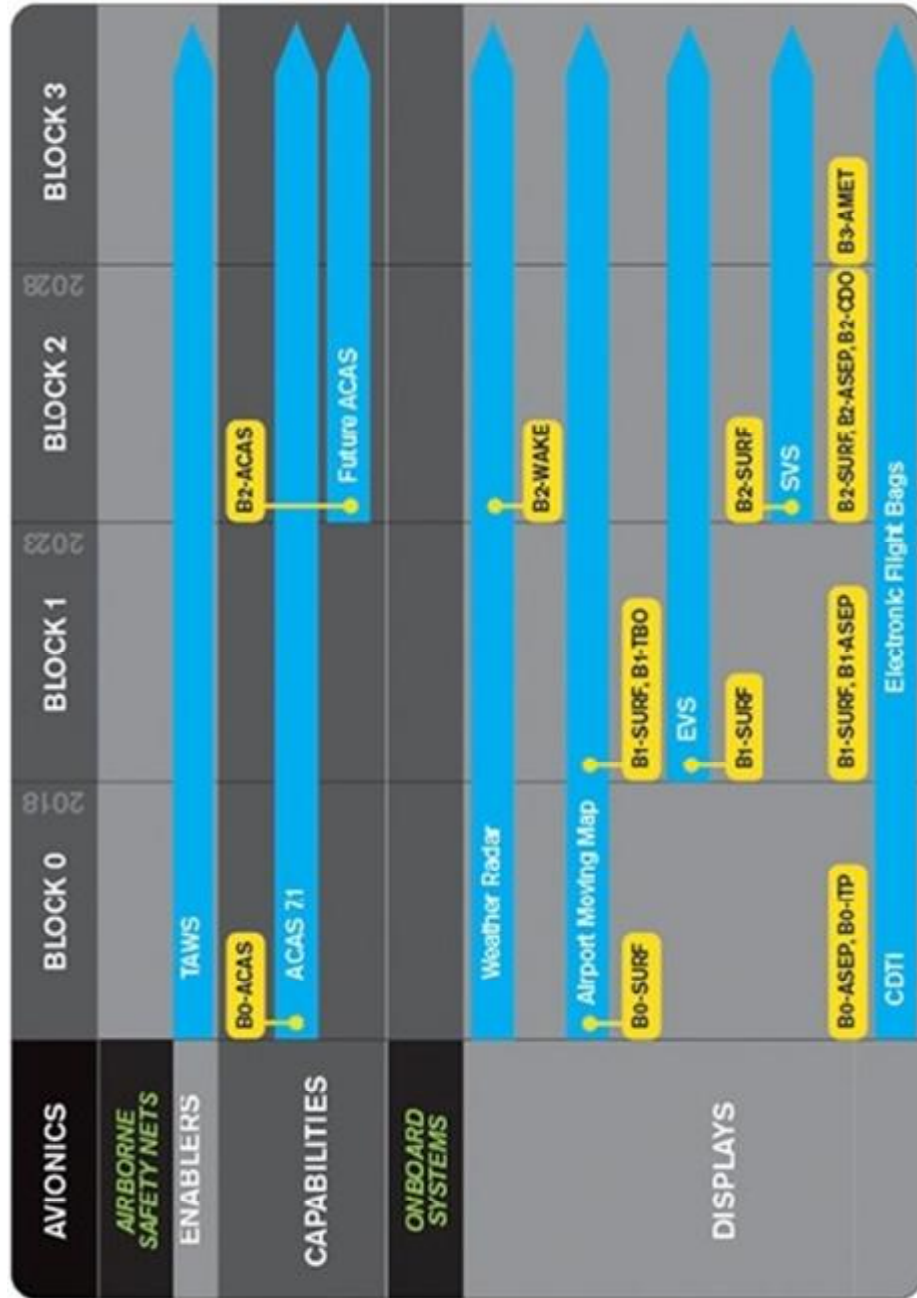 AVIONICS
BLOCK 0
2018
BLOCK 1
2023
BLOCK 2
2028
BLOCK 3
AIRBORNE
SAFETY NETS
ENABLERS
TAWS
CAPABILITIES
B0-ACAS
B2-ACAS
ACAS 7.1
Future ACAS
ONBOARD
SYSTEMS
DISPLAYS
Weather Radar
B2-WAKE
Airport Moving Map
B0-SURF
B1-SURF, B1-TBO
EVS
B1-SURF
B2-SURF
SVS
B0-ASEP, B0-ITP
B1-SURF, B1-ASEP
B2-SURF, B2-ASEP, B2-CDO
B3-AMET
CDTI
Electronic Flight Bags